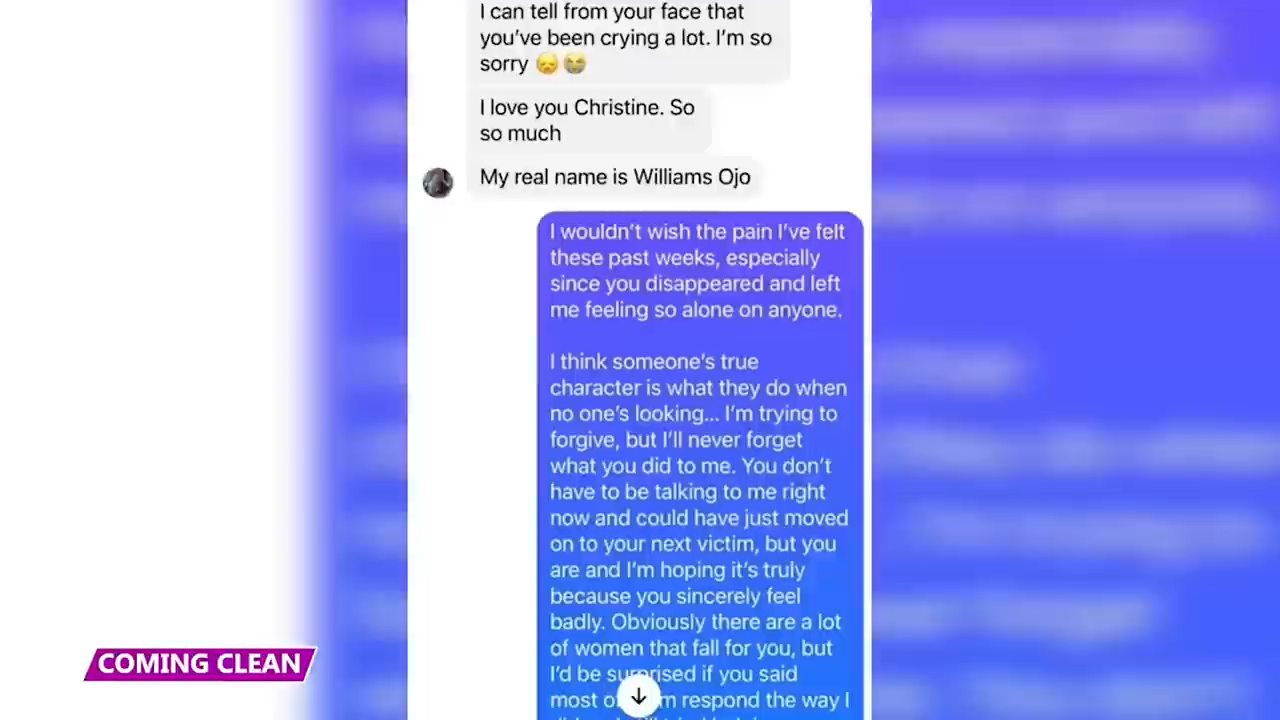 I can tell from your face that
you've been crying a lot. I'm so
sorry 😞😭
I love you Christine. So
so much
My real name is Williams Ojo
I wouldn't wish the pain I've felt
these past weeks, especially
since you disappeared and left
me feeling so alone on anyone.
I think someone's true
character is what they do when
no one's looking... I'm trying to
forgive, but I'll never forget
what you did to me. You don't
have to be talking to me right
now and could have just moved
on to your next victim, but you
are and I'm hoping it's truly
because you sincerely feel
badly. Obviously there are a lot
of women that fall for you, but
I'd be surprised if you said
most of respond the way I
COMING CLEAN